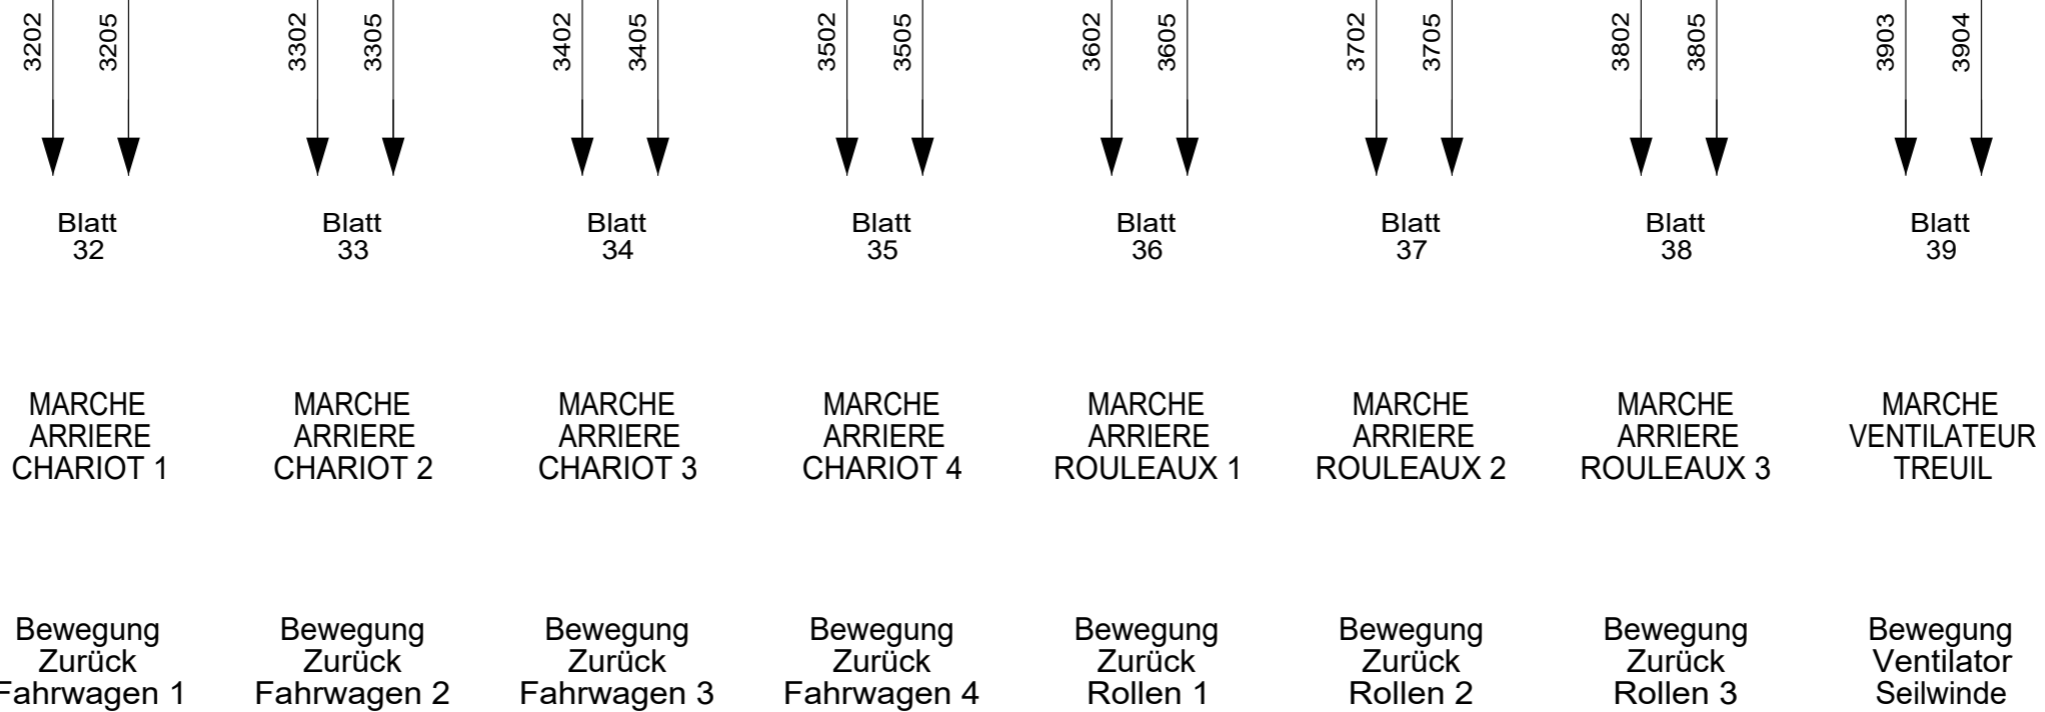 3202 3205 3302 3305 3402 3405 3502 3505 3602 3605 3702 3705 3802 3805 3903 3904
Blatt Blatt Blatt Blatt Blatt Blatt Blatt Blatt
32 33 34 35 36 37 38 39
MARCHE MARCHE MARCHE MARCHE MARCHE MARCHE MARCHE MARCHE
ARRIERE ARRIERE ARRIERE ARRIERE ARRIERE ARRIERE ARRIERE VENTILATEUR
CHARIOT 1 CHARIOT 2 CHARIOT 3 CHARIOT 4 ROULEAUX 1 ROULEAUX 2 ROULEAUX 3 TREUIL
Bewegung Bewegung Bewegung Bewegung Bewegung Bewegung Bewegung Bewegung
Zurück Zurück Zurück Zurück Zurück Zurück Zurück Ventilator
Fahrwagen 1 Fahrwagen 2 Fahrwagen 3 Fahrwagen 4 Rollen 1 Rollen 2 Rollen 3 Seilwinde